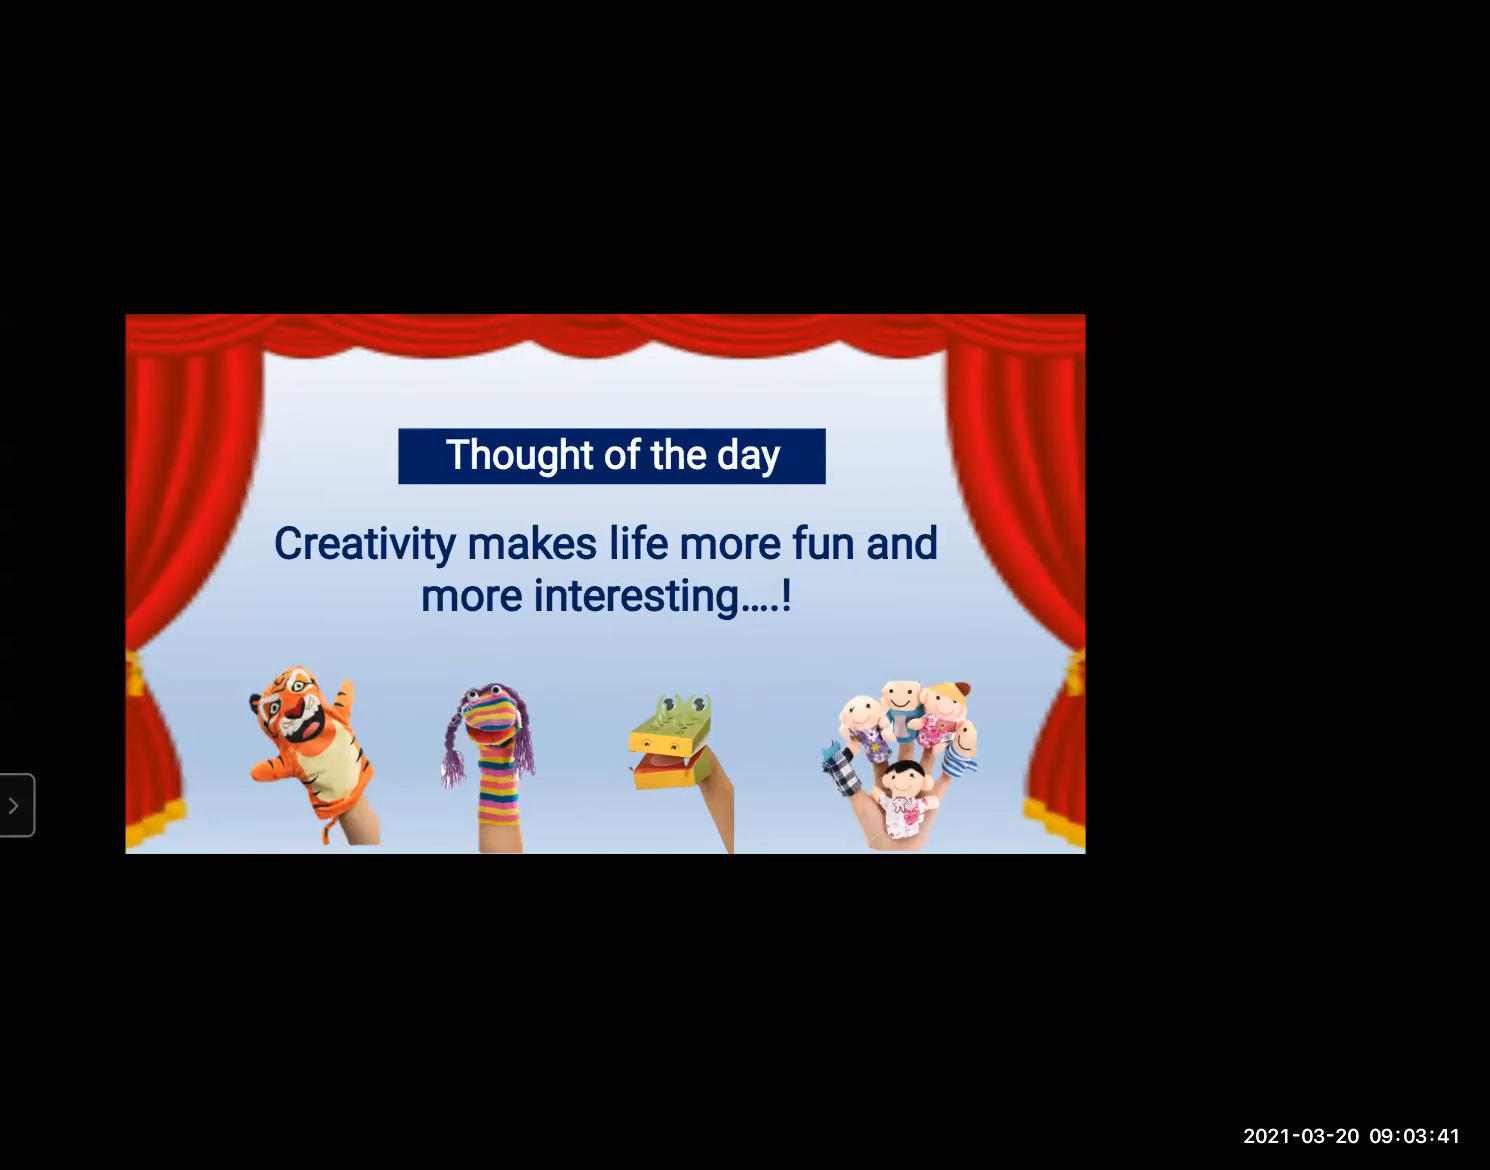 Thought of the day
Creativity makes life more fun and
more interesting....!
2021-03-20 09:03:41